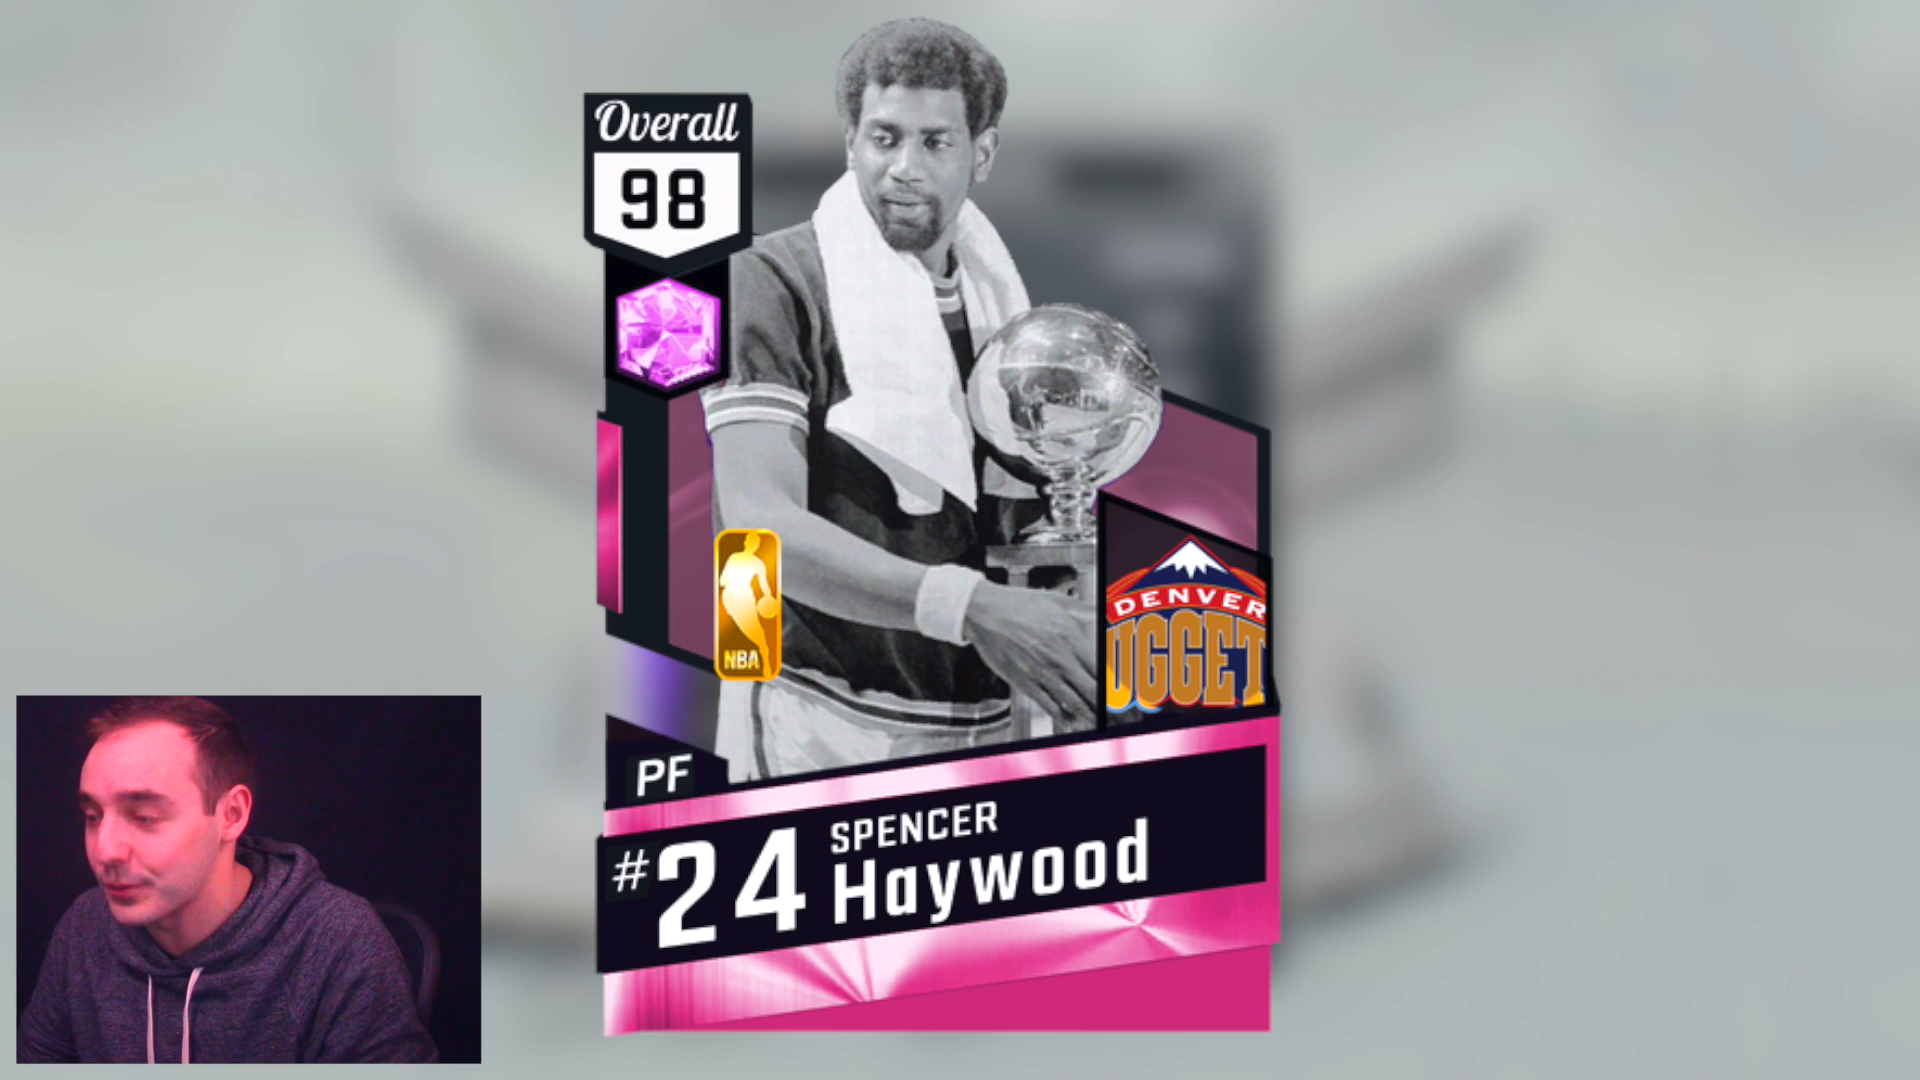 Overall
98
NBA
DENVER
UGGET
PF
#24
SPENCER
Haywood